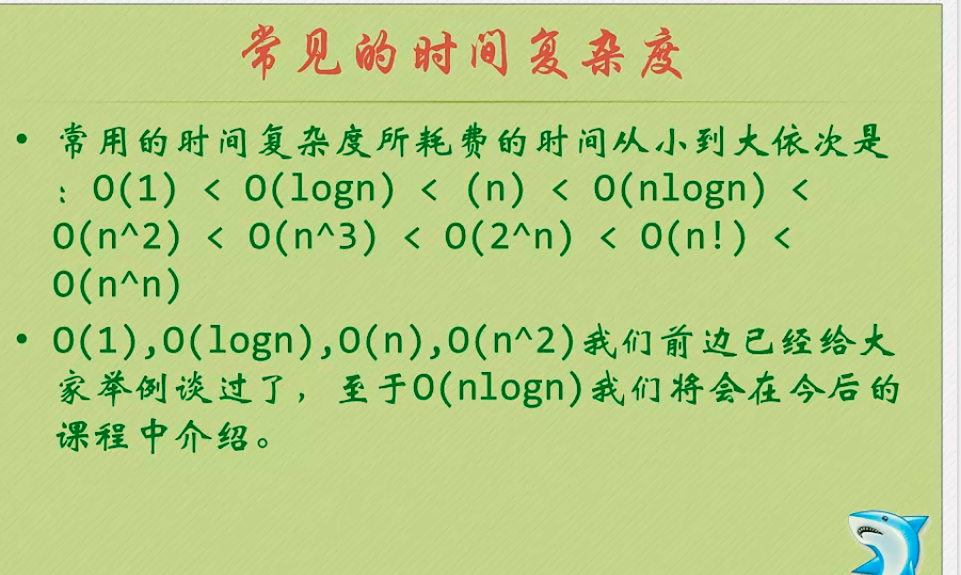 常见的时间复杂度
• 常用的时间复杂度所耗费的时间从小到大依次是
：O(1) < O(logn) < (n) < O(nlogn) <
O(n^2) < O(n^3) < O(2^n) < O(n!) <
O(n^n)
• O(1),O(logn),O(n),O(n^2)我们前边已经给大
家举例谈过了，至于O(nlogn)我们将会在今后的
课程中介绍。